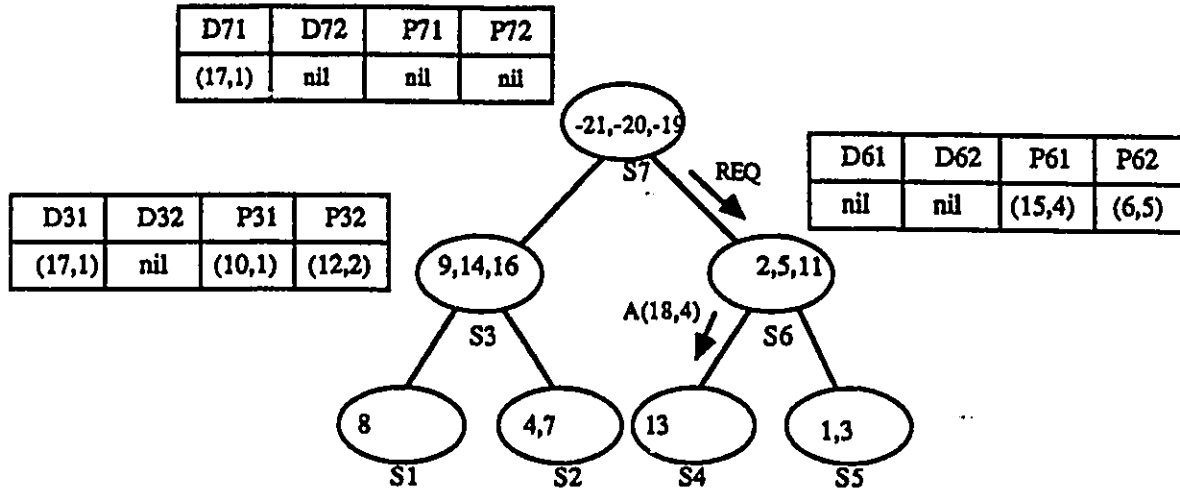 D71 D72 P71 P72
(17,1) nil nil nil
-21,-20,-19
S7
REQ
D61 D62 P61 P62
nil nil (15,4) (6,5)
D31 D32 P31 P32
(17,1) nil (10,1) (12,2)
9,14,16
2,5,11
A(18,4)
S3
S6
8
4,7
13
1,3
S1
S2
S4
S5